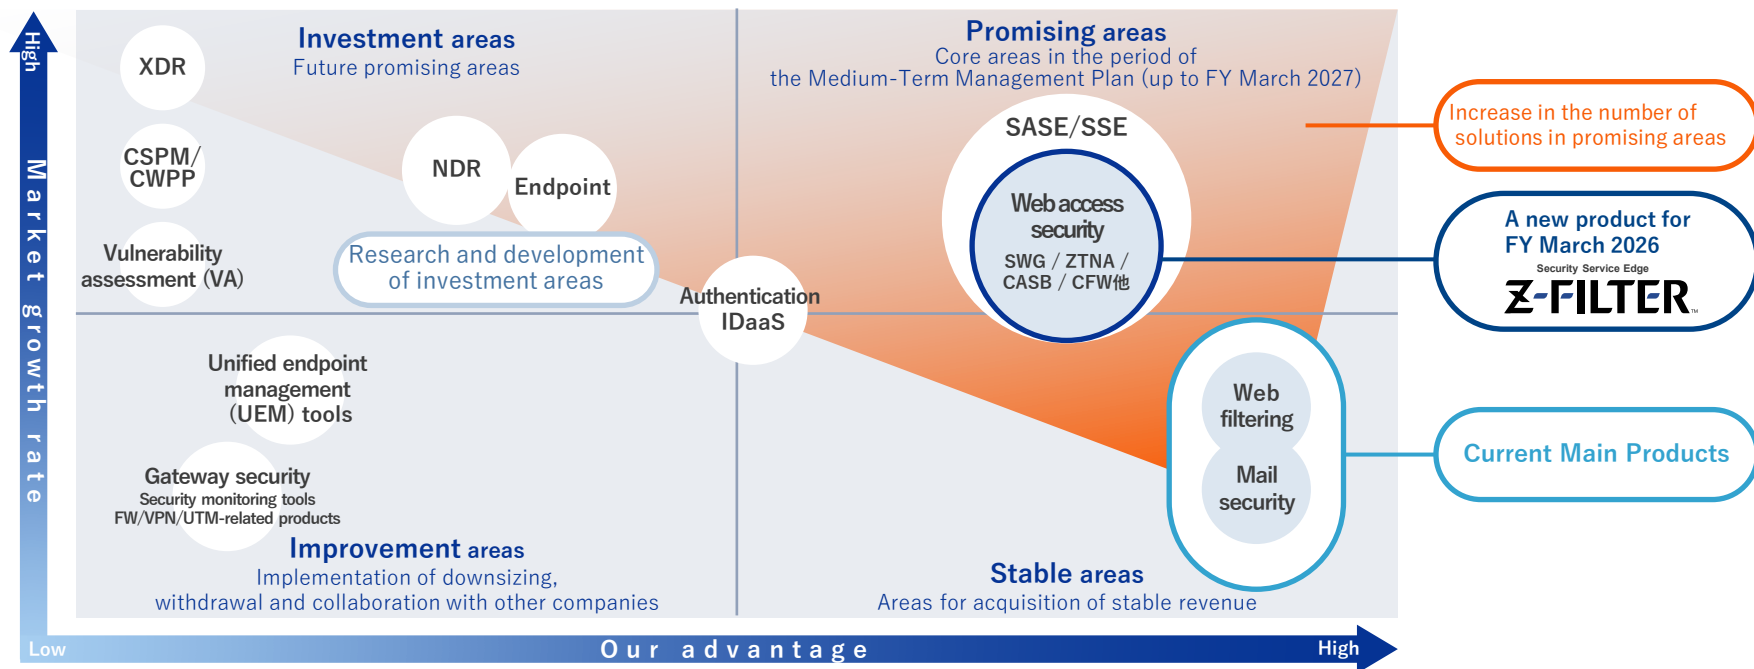 High
Market growth rate
Low
Our advantage
High
Investment areas
Future promising areas
XDR
CSPM/
CWPP
Vulnerability
assessment (VA)
NDR
Endpoint
Research and development
of investment areas
Authentication
IDaaS
Promising areas
Core areas in the period of
the Medium-Term Management Plan (up to FY March 2027)
SASE/SSE
Web access
security
SWG / ZTNA /
CASB / CFW他
Unified endpoint
management
(UEM) tools
Gateway security
Security monitoring tools
FW/VPN/UTM-related products
Improvement areas
Implementation of downsizing,
withdrawal and collaboration with other companies
Web
filtering
Mail
security
Stable areas
Areas for acquisition of stable revenue
Increase in the number of
solutions in promising areas
A new product for
FY March 2026
Security Service Edge
Z-FILTER™
Current Main Products